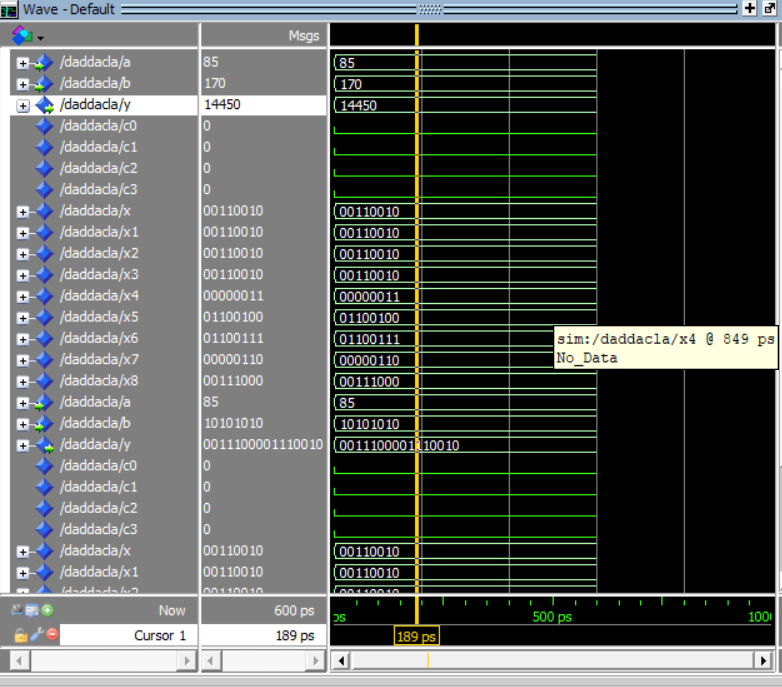 Wave - Default
Msgs
/daddacla/a 85 85
/daddacla/b 170 170
/daddacla/y 14450 14450
/daddacla/c0 0
/daddacla/c1 0
/daddacla/c2 0
/daddacla/c3 0
/daddacla/x 00110010 00110010
/daddacla/x1 00110010 00110010
/daddacla/x2 00110010 00110010
/daddacla/x3 00110010 00110010
/daddacla/x4 00000011 00000011
/daddacla/x5 01100100 01100100
/daddacla/x6 01100111 01100111
sim:/daddacla/x4 @ 849 ps
No_Data
/daddacla/x7 00000110 00000110
/daddacla/x8 00111000 00111000
/daddacla/a 85 85
/daddacla/b 10101010 10101010
/daddacla/y 0011100001110010 0011100001110010
/daddacla/c0 0
/daddacla/c1 0
/daddacla/c2 0
/daddacla/c3 0
/daddacla/x 00110010 00110010
/daddacla/x1 00110010 00110010
/daddacla/x2 00110010 00110010
Now 600 ps ps 500 ps 100
Cursor 1 189 ps 189 ps